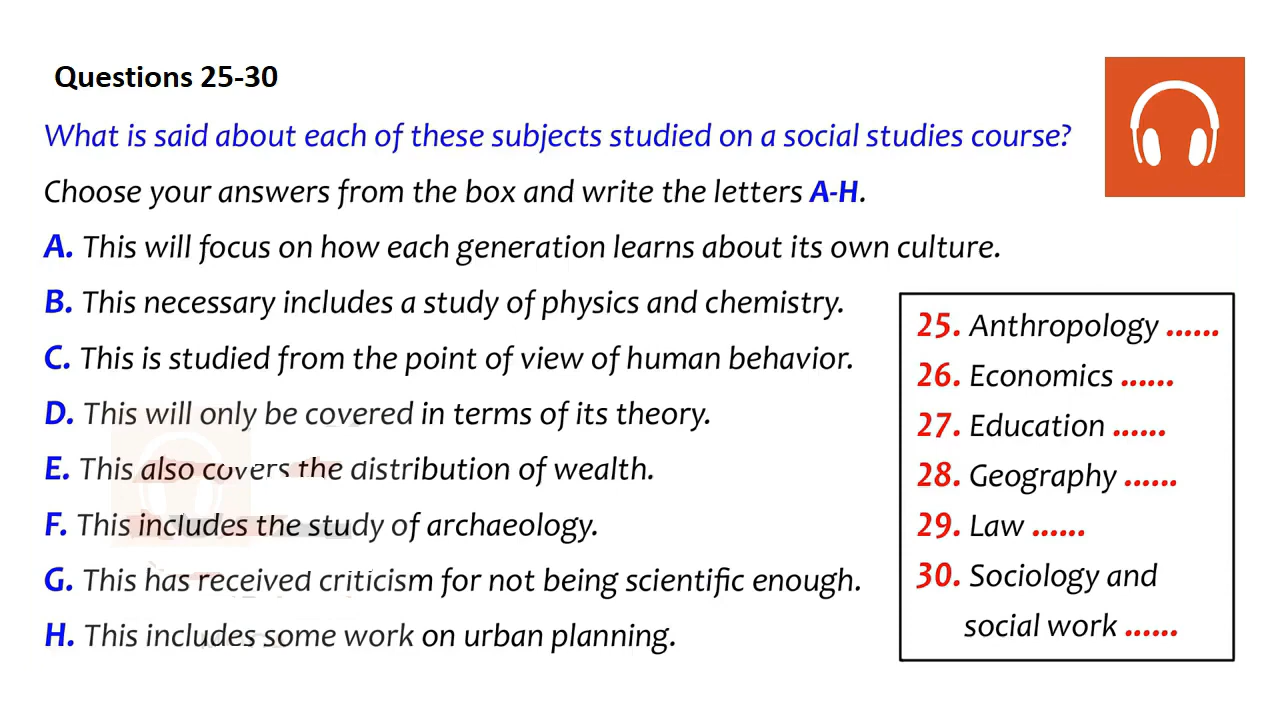 Questions 25-30
What is said about each of these subjects studied on a social studies course?
Choose your answers from the box and write the letters A-H.
A. This will focus on how each generation learns about its own culture.
B. This necessary includes a study of physics and chemistry.
C. This is studied from the point of view of human behavior.
D. This will only be covered in terms of its theory.
E. This also covers the distribution of wealth.
F. This includes the study of archaeology.
G. This has received criticism for not being scientific enough.
H. This includes some work on urban planning.
25. Anthropology ......
26. Economics ......
27. Education ......
28. Geography ......
29. Law ......
30. Sociology and
social work ......